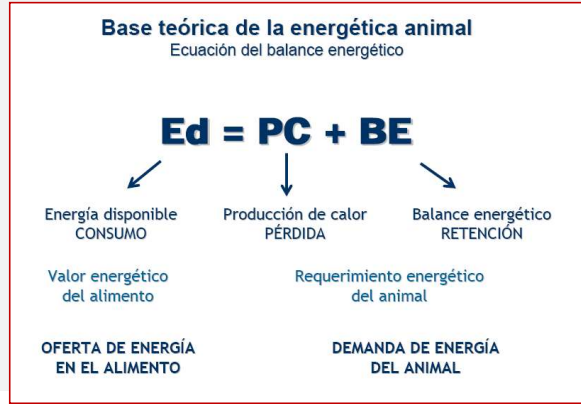 Base teórica de la energética animal
Ecuación del balance energético
Ed = PC + BE
Energía disponible
CONSUMO
Producción de calor
PÉRDIDA
Balance energético
RETENCIÓN
Valor energético
del alimento
Requerimiento energético
del animal
OFERTA DE ENERGÍA
EN EL ALIMENTO
DEMANDA DE ENERGÍA
DEL ANIMAL